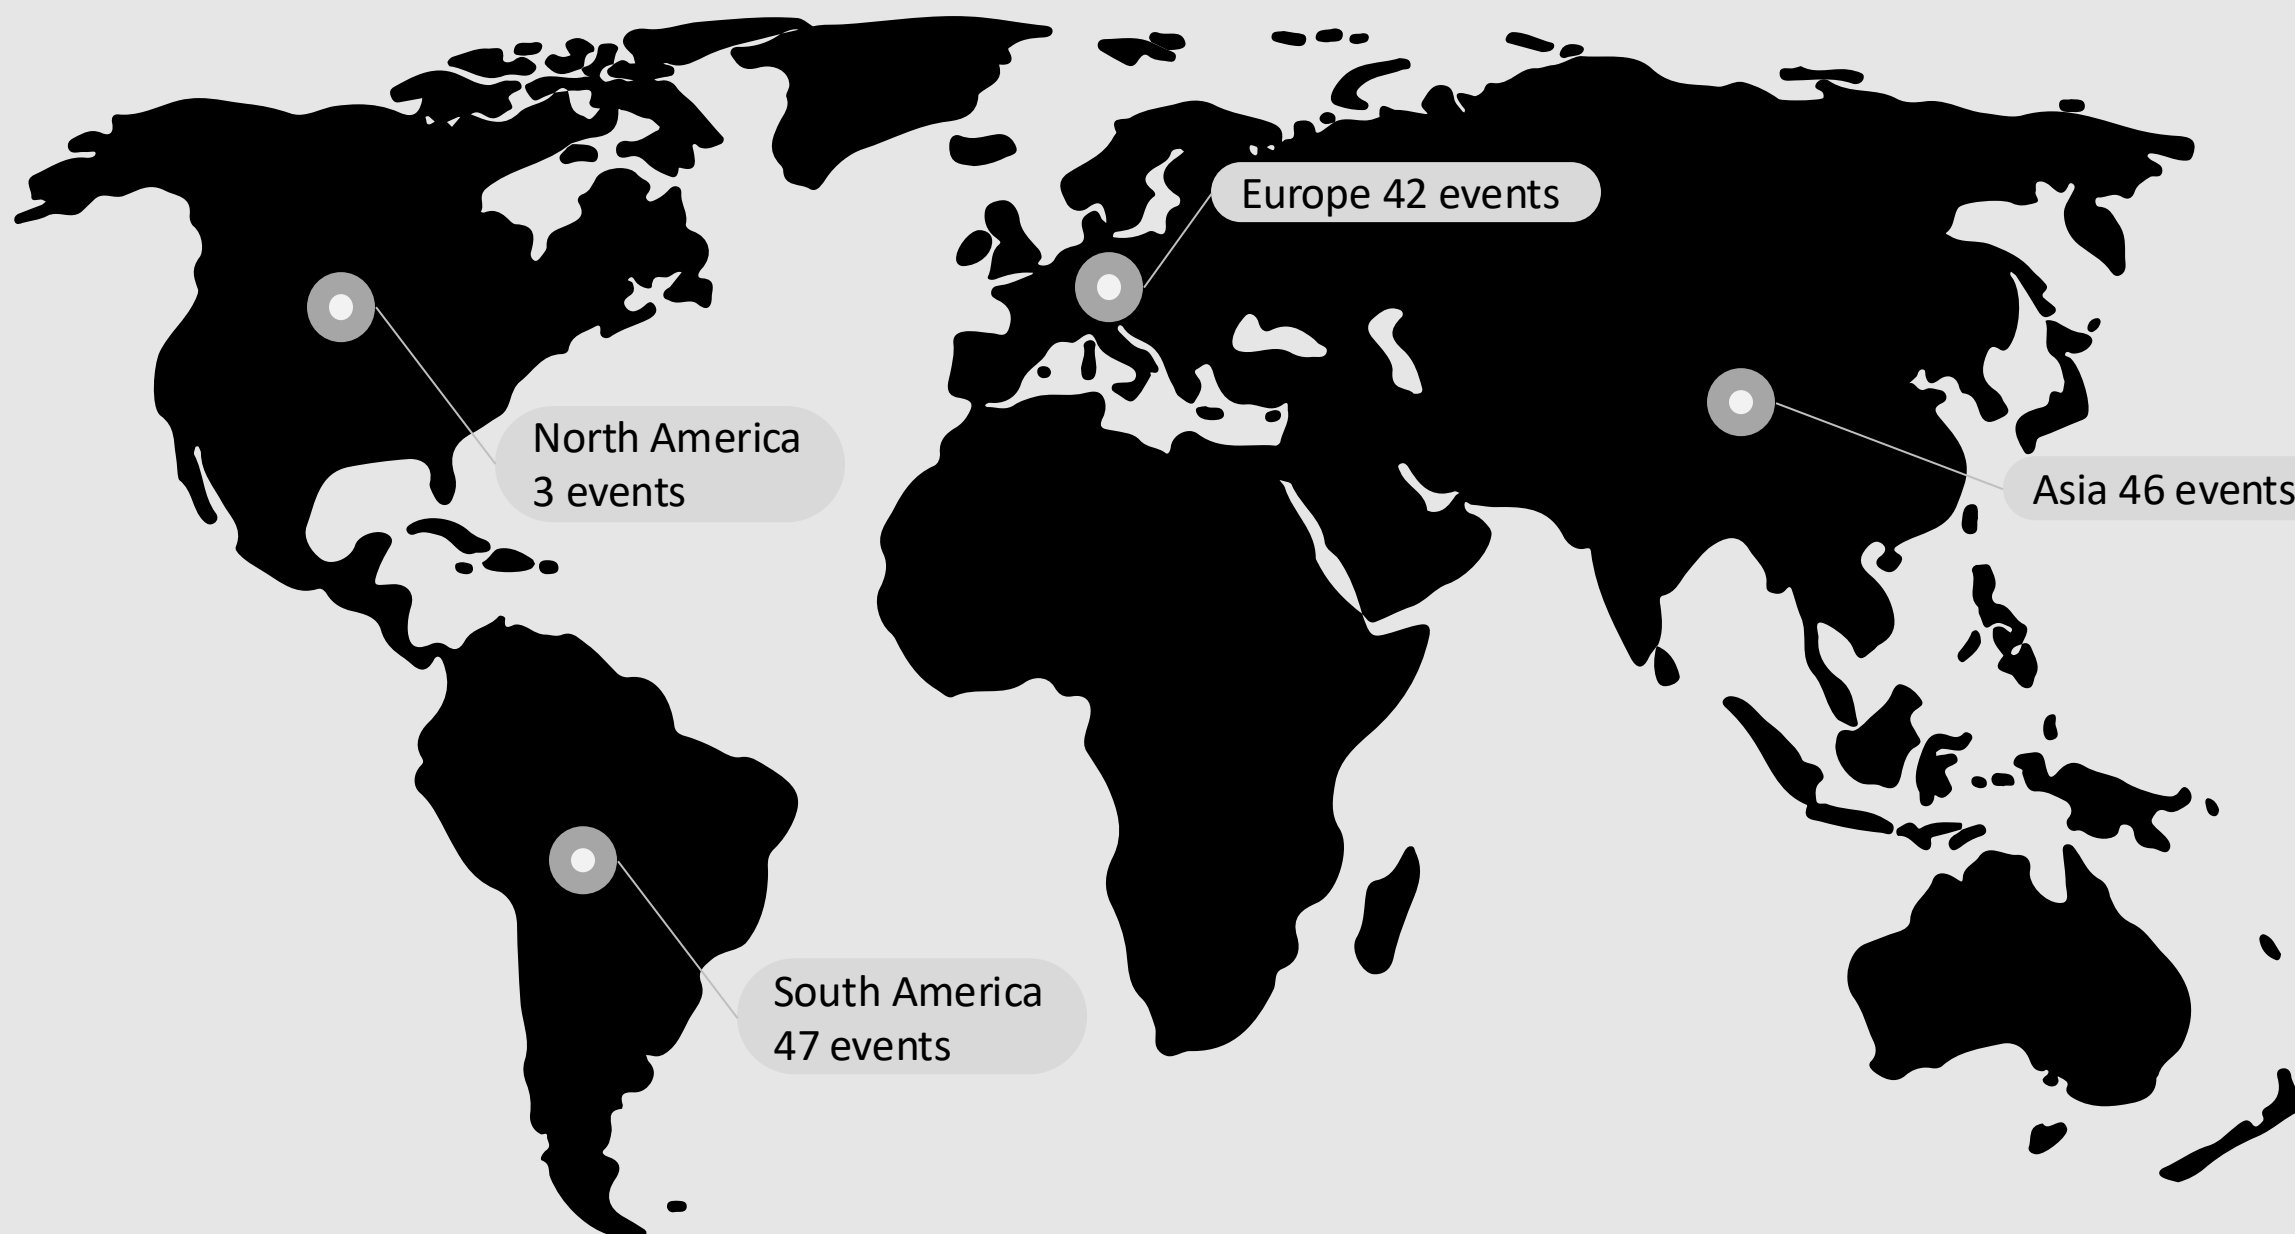 Europe 42 events
North America
3 events
Asia 46 events
South America
47 events